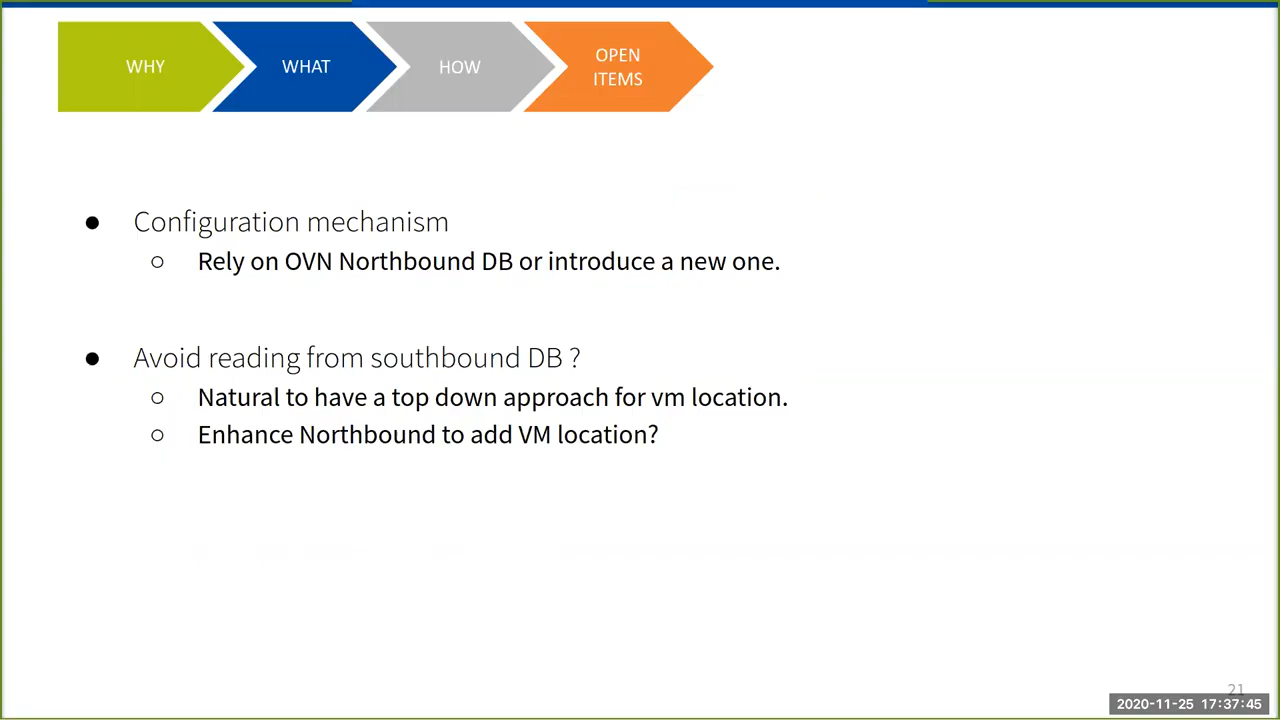 WHY
WHAT
HOW
OPEN
ITEMS
● Configuration mechanism
○ Rely on OVN Northbound DB or introduce a new one.
● Avoid reading from southbound DB ?
○ Natural to have a top down approach for vm location.
○ Enhance Northbound to add VM location?
21
2020-11-25 17:37:45